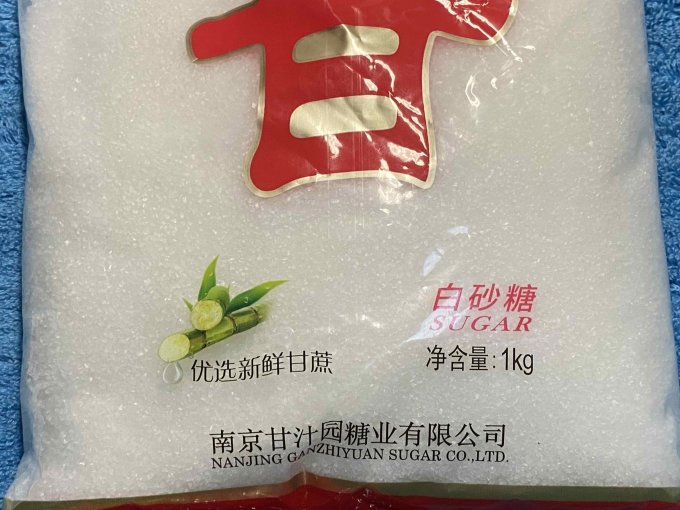 甘
白砂糖
SUGAR
优选新鲜甘蔗
净含量:1kg
南京甘汁园糖业有限公司
NANJING GANZHIYUAN SUGAR CO.,LTD.